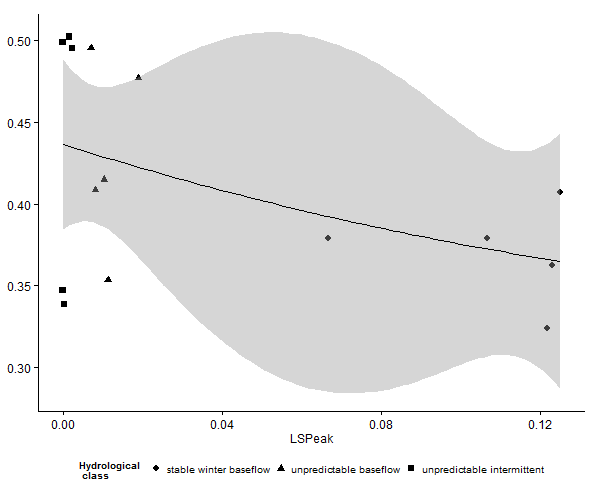 0.50
0.45
0.40
0.35
0.30
0.00 0.04 0.08 0.12
LSPeak
Hydrological
class
stable winter baseflow unpredictable baseflow unpredictable intermittent